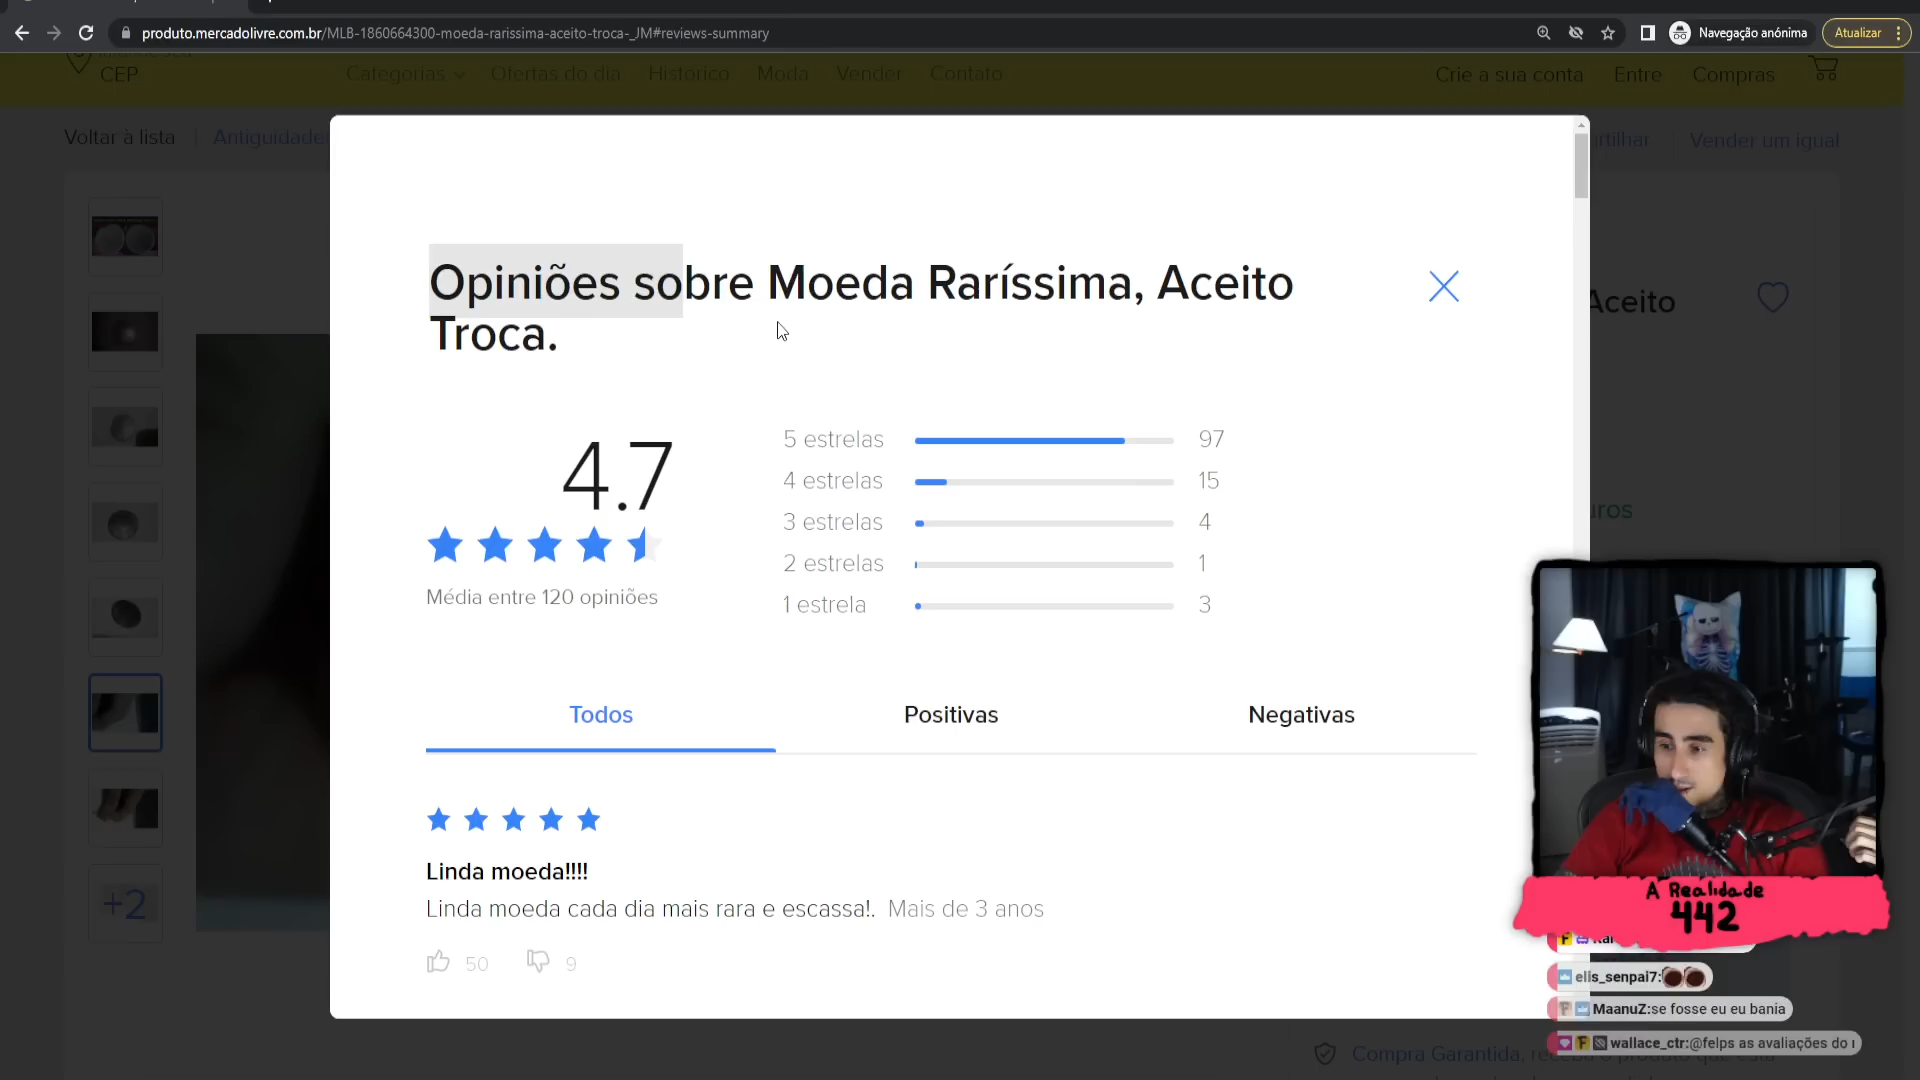 produto.mercadolivre.com.br/MLB-1860664300-moeda-rarissima-aceito-troca-_JM#reviews-summary
Navegação anónima
Atualizar
CEP
Categorias
Ofertas do dia
Histórico
Moda
Vender
Contato
Crie a sua conta
Entre
Compras
Voltar à lista
Vender um igual
Opiniões sobre Moeda Raríssima, Aceito
Troca.
Aceito
4.7
Média entre 120 opiniões
5 estrelas 97
4 estrelas 15
3 estrelas 4
2 estrelas 1
1 estrela 3
Todos
Positivas
Negativas
Linda moeda!!!!
Linda moeda cada dia mais rara e escassa!. Mais de 3 anos
50
9
+2
A Realidade
442
elis_senpai7:
MaanuZ:se fosse eu eu bania
wallace_ctr:@felps as avaliações do
Compra Garantida,